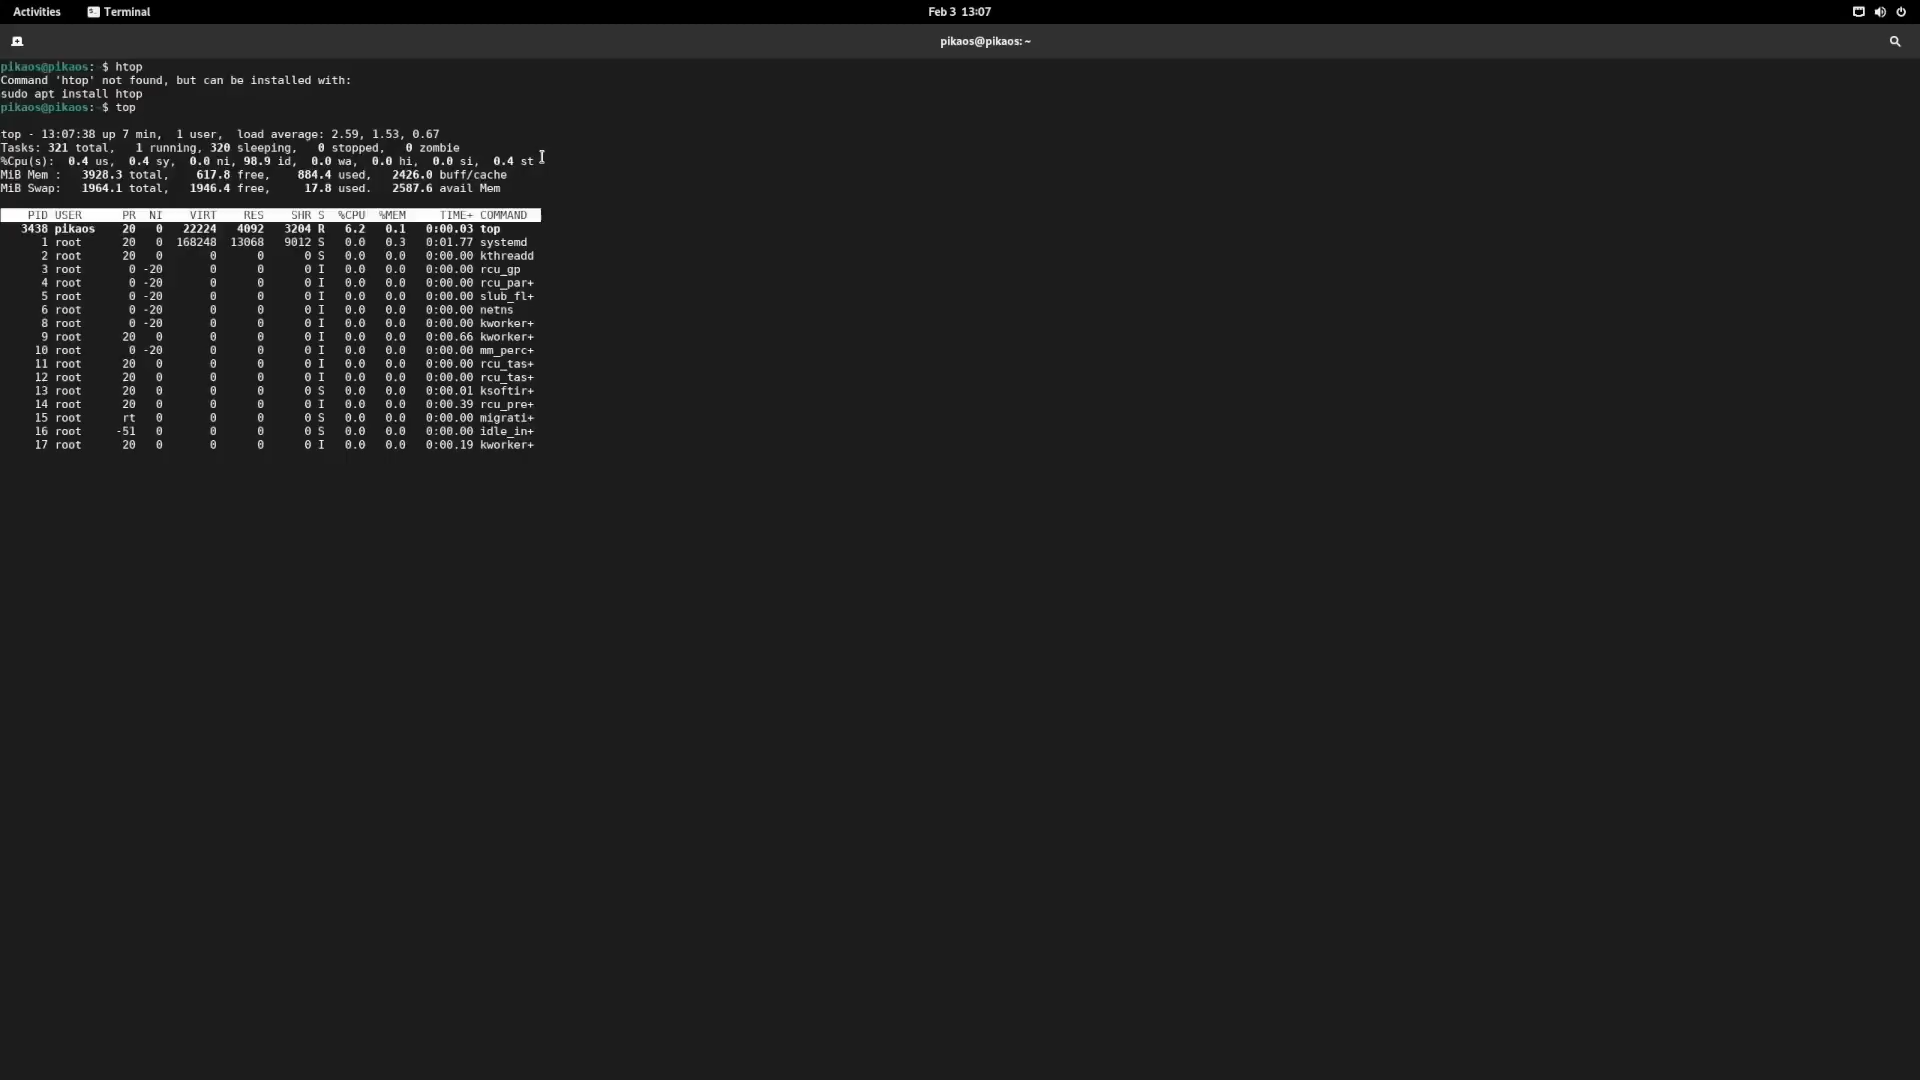 Activities Terminal Feb 3 13:07
pikaos@pikaos: ~
pikaos@pikaos:~$ htop
Command 'htop' not found, but can be installed with:
sudo apt install htop
pikaos@pikaos:~$ top
top - 13:07:38 up 7 min,  1 user,  load average: 2.59, 1.53, 0.67
Tasks: 321 total,   1 running, 320 sleeping,   0 stopped,   0 zombie
%Cpu(s):  0.4 us,  0.4 sy,  0.0 ni, 98.9 id,  0.0 wa,  0.0 hi,  0.0 si,  0.4 st
MiB Mem :   3928.3 total,    617.8 free,    884.4 used,   2426.0 buff/cache
MiB Swap:   1964.1 total,   1946.4 free,     17.8 used.   2587.6 avail Mem
PID USER      PR  NI    VIRT    RES    SHR S  %CPU  %MEM     TIME+ COMMAND
3438 pikaos    20   0   22224   4092   3204 R   6.2   0.1   0:00.03 top
1 root      20   0  168248  13068   9012 S   0.0   0.3   0:01.77 systemd
2 root      20   0       0      0      0 S   0.0   0.0   0:00.00 kthreadd
3 root       0 -20       0      0      0 I   0.0   0.0   0:00.00 rcu_gp
4 root       0 -20       0      0      0 I   0.0   0.0   0:00.00 rcu_par+
5 root       0 -20       0      0      0 I   0.0   0.0   0:00.00 slub_fl+
6 root       0 -20       0      0      0 I   0.0   0.0   0:00.00 netns
8 root       0 -20       0      0      0 I   0.0   0.0   0:00.00 kworker+
9 root      20   0       0      0      0 I   0.0   0.0   0:00.66 kworker+
10 root       0 -20       0      0      0 I   0.0   0.0   0:00.00 mm_perc+
11 root      20   0       0      0      0 I   0.0   0.0   0:00.00 rcu_tas+
12 root      20   0       0      0      0 I   0.0   0.0   0:00.00 rcu_tas+
13 root      20   0       0      0      0 S   0.0   0.0   0:00.01 ksoftir+
14 root      20   0       0      0      0 I   0.0   0.0   0:00.39 rcu_pre+
15 root      rt   0       0      0      0 S   0.0   0.0   0:00.00 migrati+
16 root     -51   0       0      0      0 S   0.0   0.0   0:00.00 idle_in+
17 root      20   0       0      0      0 I   0.0   0.0   0:00.19 kworker+